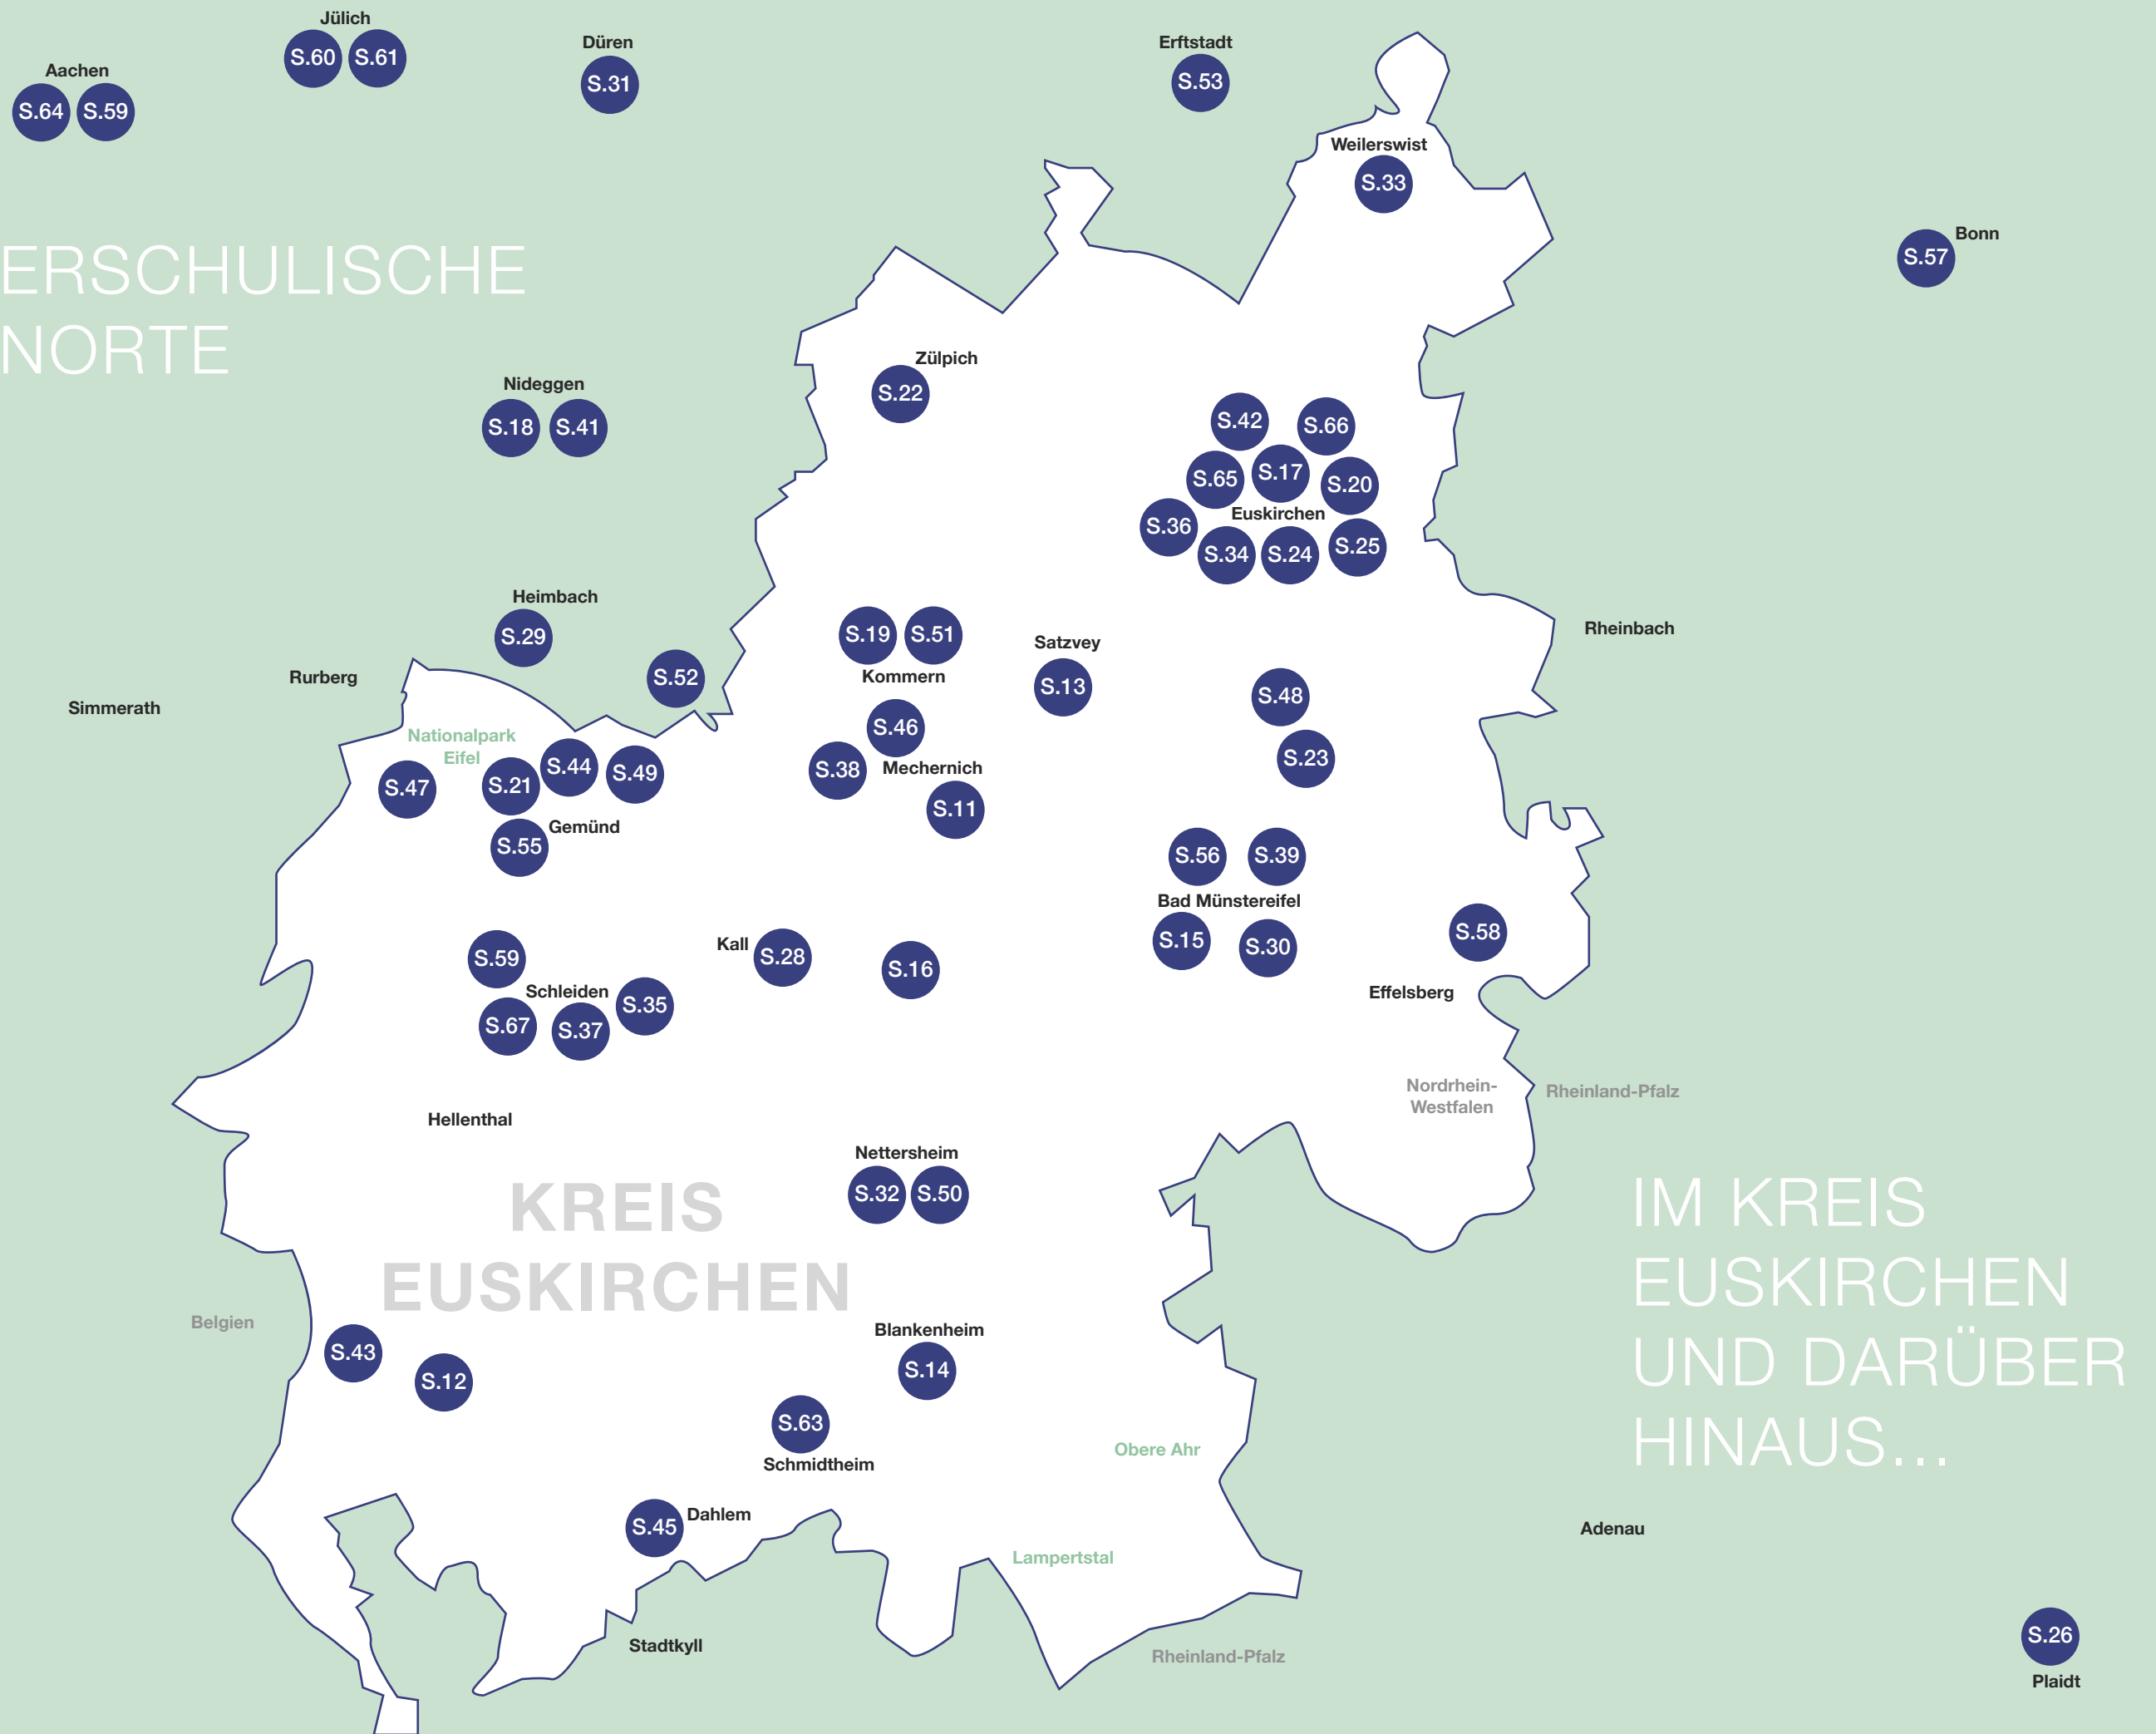 Jülich
S.60 S.61
Düren
S.31
Erftstadt
S.53
Aachen
S.64 S.59
Weilerswist
S.33
Bonn
S.57
ERSCHULISCHE
NORTE
Zülpich
S.22
Nideggen
S.18 S.41
S.42 S.66
S.65 S.17 S.20
Euskirchen
S.36 S.34 S.24 S.25
Heimbach
S.29
S.19 S.51
Kommern
Satzvey
S.13
Rheinbach
Rurberg
S.52
Simmerath
S.48
S.23
Nationalpark
Eifel
S.47 S.21 S.44 S.49
Gemünd
S.55
S.46
S.38 Mechernich
S.11
S.56 S.39
Bad Münstereifel
S.15 S.30
S.58
Effelsberg
Kall S.28
S.16
S.59
Schleiden S.35
S.67 S.37
Nordrhein-
Westfalen
Rheinland-Pfalz
Hellenthal
Nettersheim
S.32 S.50
KREIS
EUSKIRCHEN
IM KREIS
EUSKIRCHEN
UND DARÜBER
HINAUS...
Belgien
S.43
S.12
Blankenheim
S.14
S.63
Schmidtheim
Obere Ahr
S.45 Dahlem
Adenau
Lampertstal
Stadtkyll
Rheinland-Pfalz
S.26
Plaidt